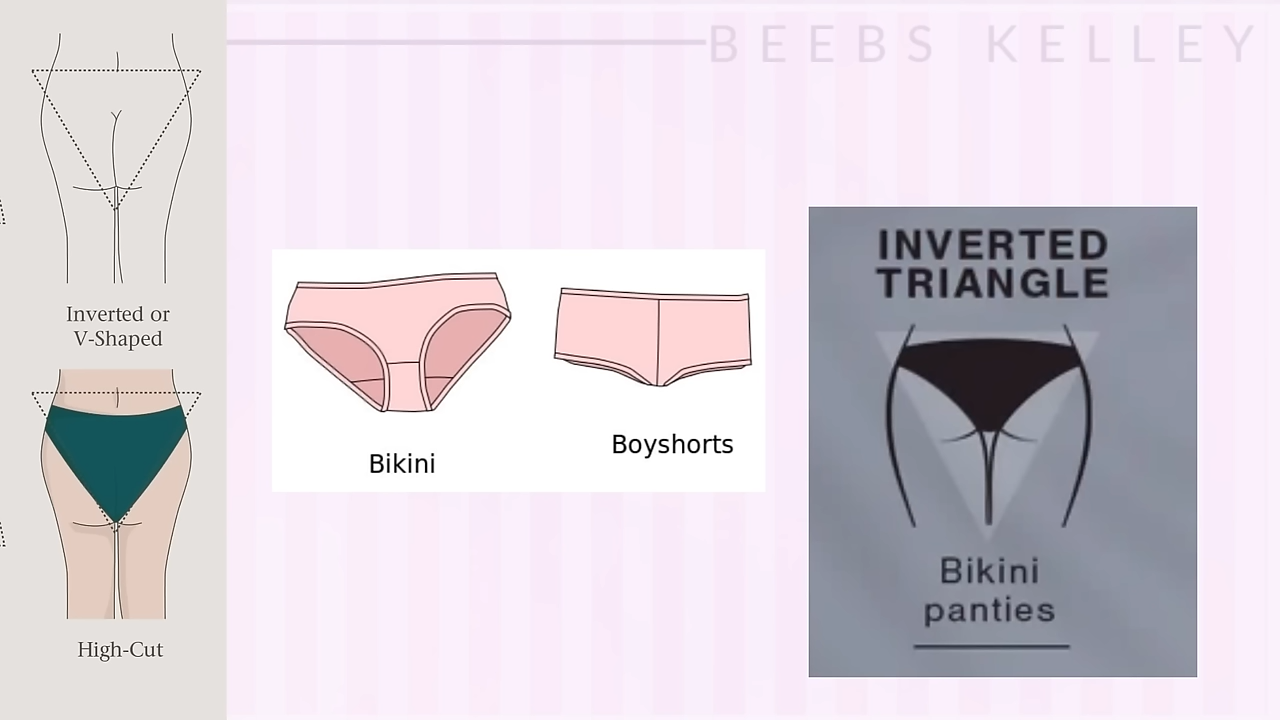 BEEBS KELLEY
Inverted or
V-Shaped
High-Cut
Bikini
Boyshorts
INVERTED
TRIANGLE
Bikini
panties